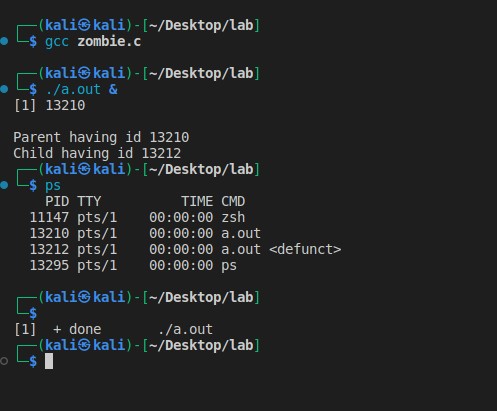 ┌──(kali㉿kali)-[~/Desktop/lab]
└─$ gcc zombie.c
┌──(kali㉿kali)-[~/Desktop/lab]
└─$ ./a.out &
[1] 13210
Parent having id 13210
Child having id 13212
┌──(kali㉿kali)-[~/Desktop/lab]
└─$ ps
    PID TTY          TIME CMD
  11147 pts/1    00:00:00 zsh
  13210 pts/1    00:00:00 a.out
  13212 pts/1    00:00:00 a.out <defunct>
  13295 pts/1    00:00:00 ps
┌──(kali㉿kali)-[~/Desktop/lab]
└─$
[1]  + done       ./a.out
┌──(kali㉿kali)-[~/Desktop/lab]
└─$